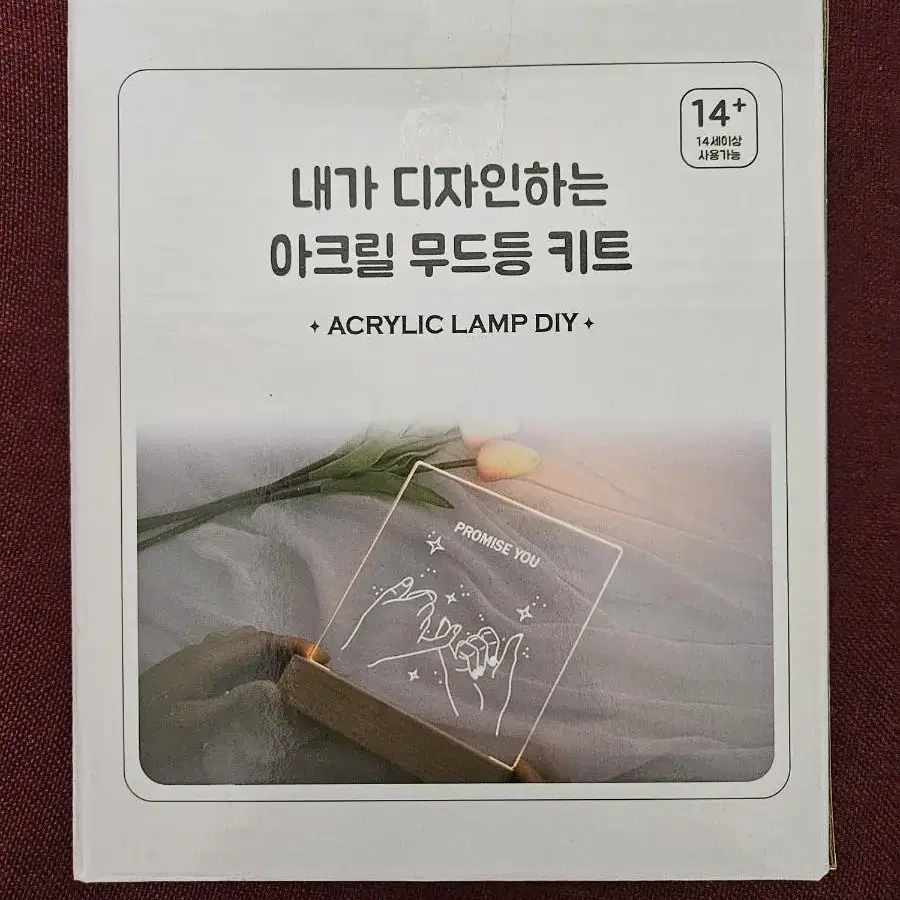 14+
14세이상
사용가능
내가 디자인하는
아크릴 무드등 키트
✦ ACRYLIC LAMP DIY ✦
PROMISE YOU